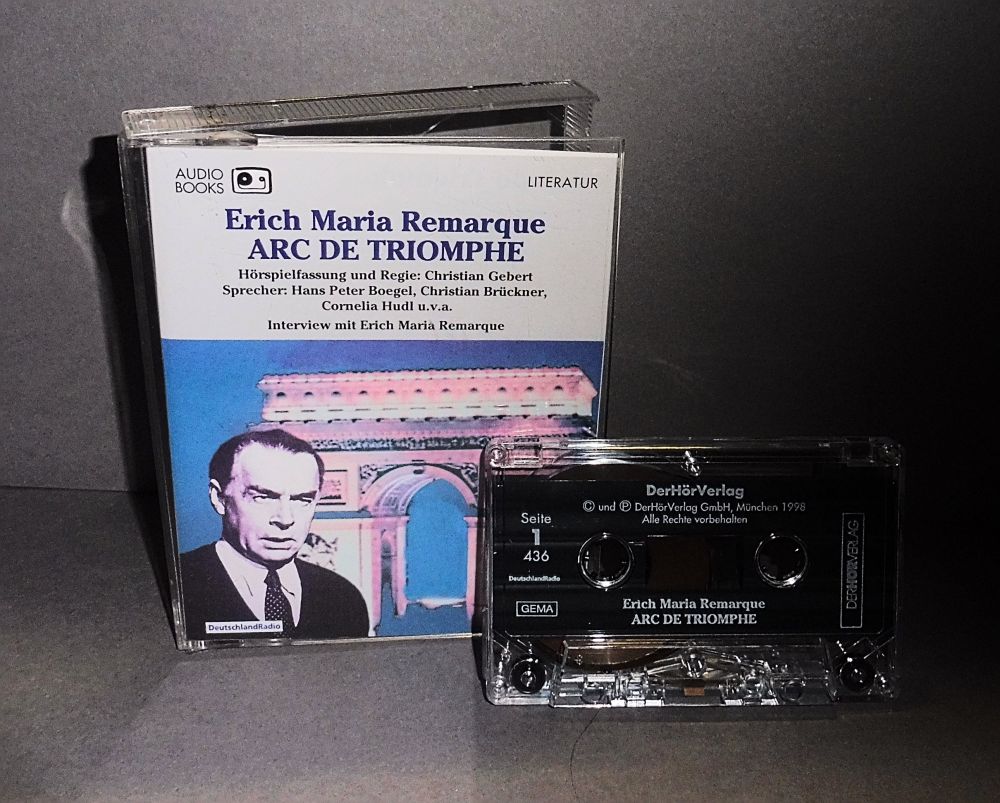 AUDIO
BOOKS
LITERATUR
Erich Maria Remarque
ARC DE TRIOMPHE
Hörspielfassung und Regie: Christian Gebert
Sprecher: Hans Peter Boegel, Christian Brückner,
Cornelia Hudl u.v.a.
Interview mit Erich Maria Remarque
DeutschlandRadio
DerHörVerlag
© und ℗ DerHörVerlag GmbH, München 1998
Alle Rechte vorbehalten
Seite
1
436
DeutschlandRadio
GEMA
Erich Maria Remarque
ARC DE TRIOMPHE
DERHÖRVERLAG